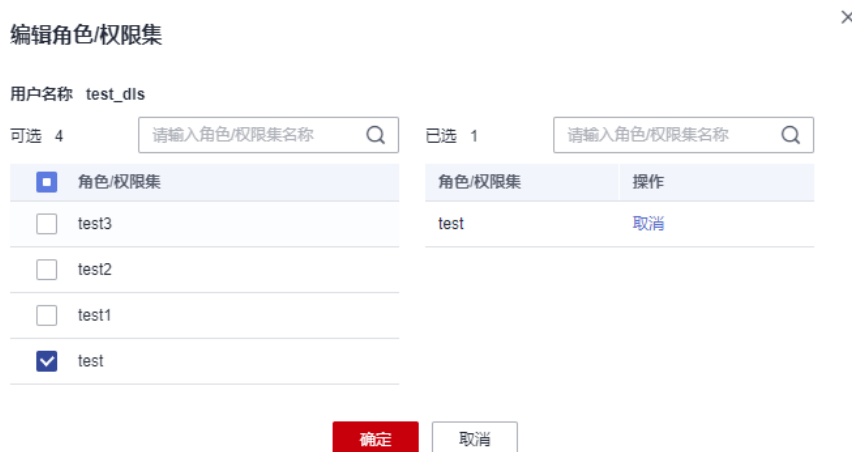 编辑角色/权限集
用户名称 test_dls
可选 4 请输入角色/权限集名称
已选 1 请输入角色/权限集名称
角色/权限集
test3
test2
test1
test
角色/权限集 操作
test 取消
确定 取消